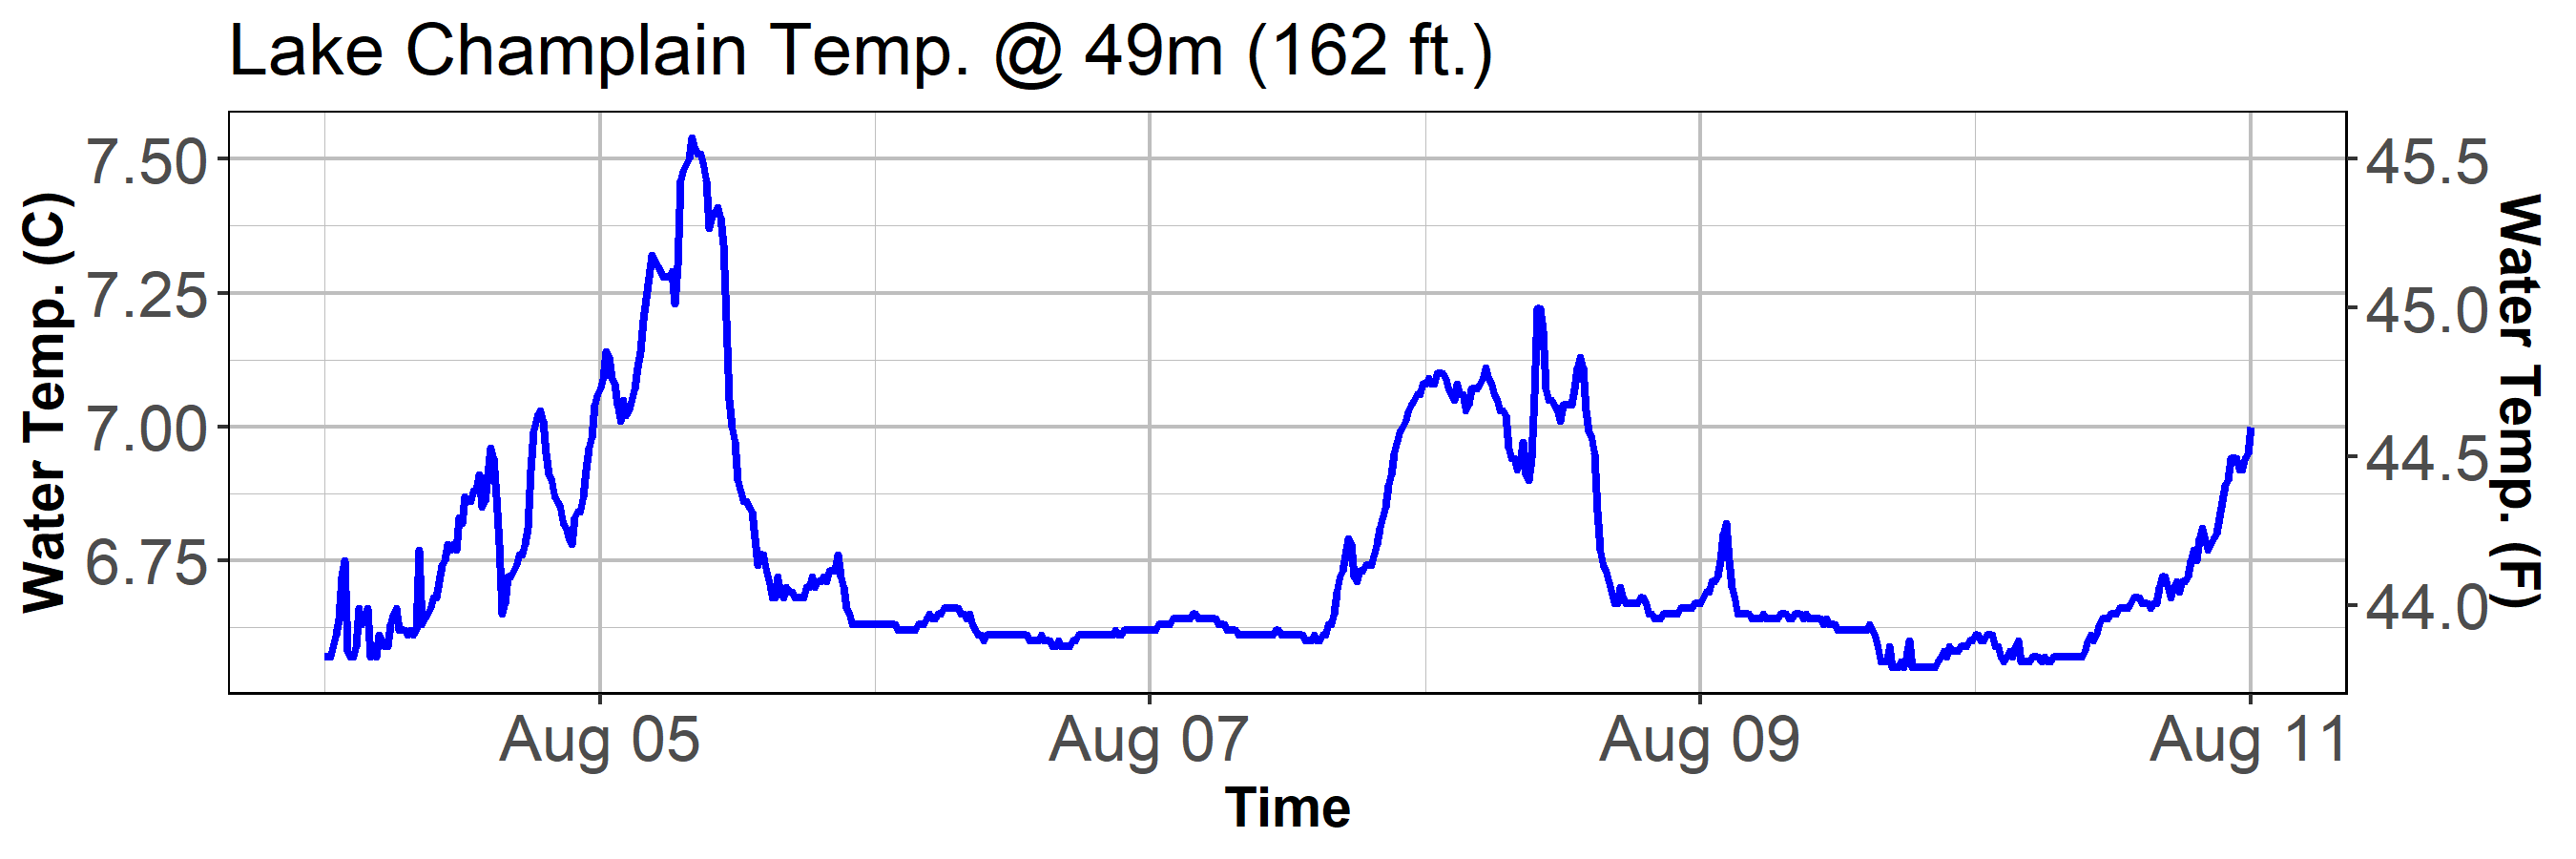 Lake Champlain Temp. @ 49m (162 ft.)
Water Temp. (C)
7.50
7.25
7.00
6.75
45.5
45.0
44.5
44.0
Water Temp. (F)
Aug 05 Aug 07 Aug 09 Aug 11
Time